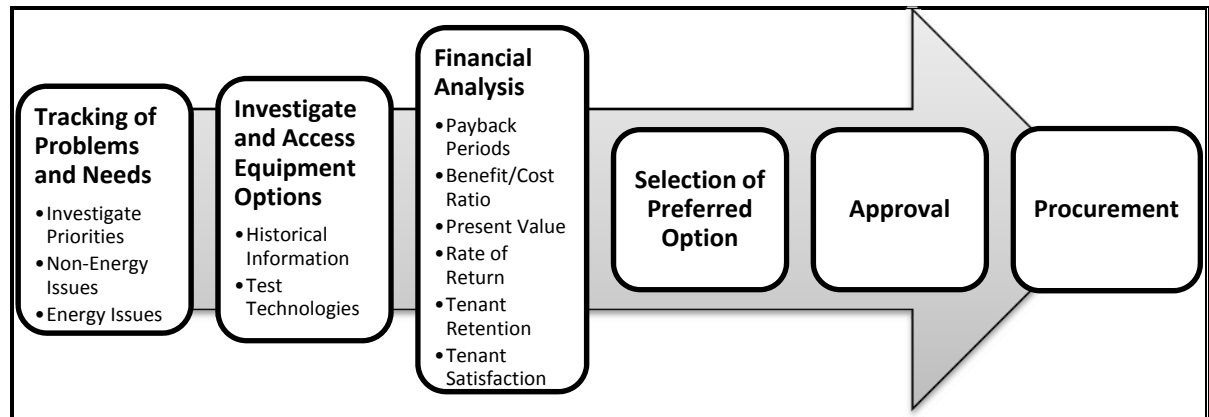 Tracking of
Problems
and Needs
•Investigate
Priorities
•Non-Energy
Issues
•Energy Issues
Investigate
and Access
Equipment
Options
•Historical
Information
•Test
Technologies
Financial
Analysis
•Payback
Periods
•Benefit/Cost
Ratio
•Present Value
•Rate of
Return
•Tenant
Retention
•Tenant
Satisfaction
Selection of
Preferred
Option
Approval
Procurement